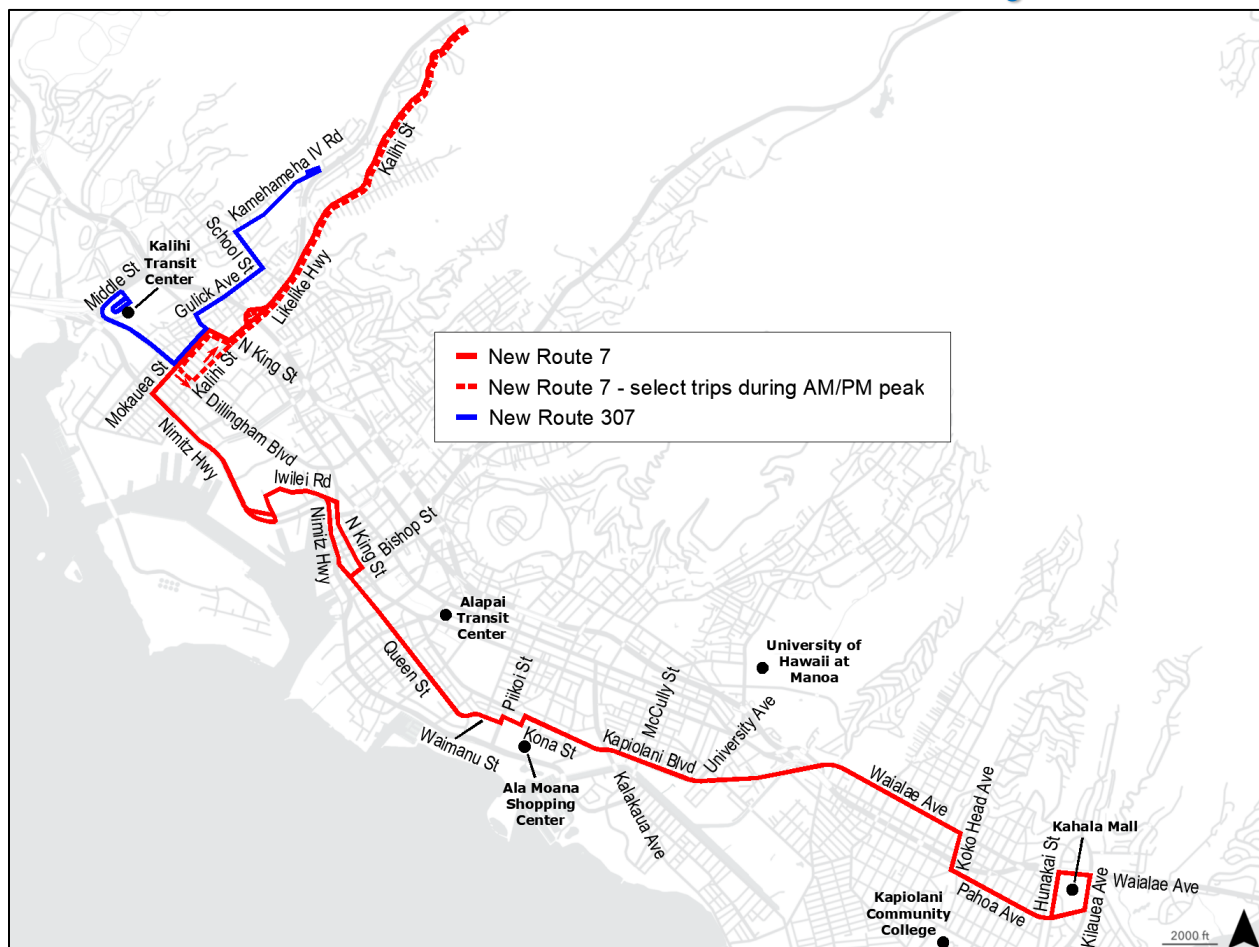 Kalihi St
Kamehameha IV Rd
School St
Kalihi
Transit
Center
Middle St
Gulick Ave
Likelike Hwy
N King St
Kalihi St
Mokauea St
Dillingham Blvd
Nimitz Hwy
New Route 7
New Route 7 - select trips during AM/PM peak
New Route 307
Iwilei Rd
Nimitz Hwy
N King St
Bishop St
Alapai
Transit
Center
University of
Hawaii at
Manoa
Queen St
Piikoi St
McCully St
University Ave
Waimanu St
Kona St
Kapiolani Blvd
Ala Moana
Shopping
Center
Kalakaua Ave
Waialae Ave
Koko Head Ave
Kahala Mall
Hunakai St
Waialae Ave
Pahoa Ave
Kilauea Ave
Kapiolani
Community
College
2000 ft